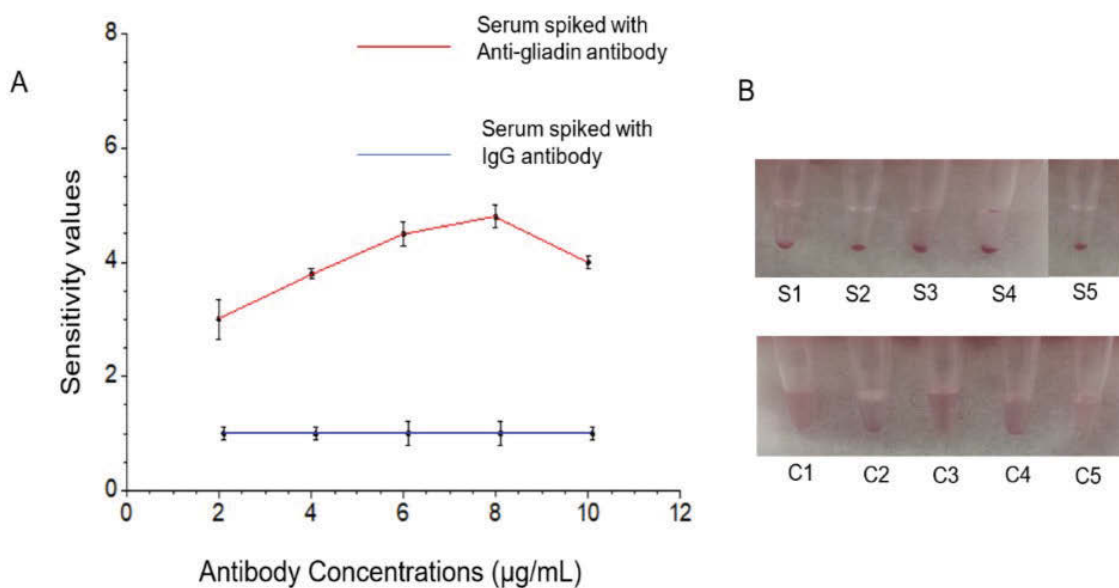 A
8
6
4
2
0
Sensitivity values
Serum spiked with
Anti-gliadin antibody
Serum spiked with
IgG antibody
0 2 4 6 8 10 12
Antibody Concentrations (µg/mL)
B
S1 S2 S3 S4 S5
C1 C2 C3 C4 C5